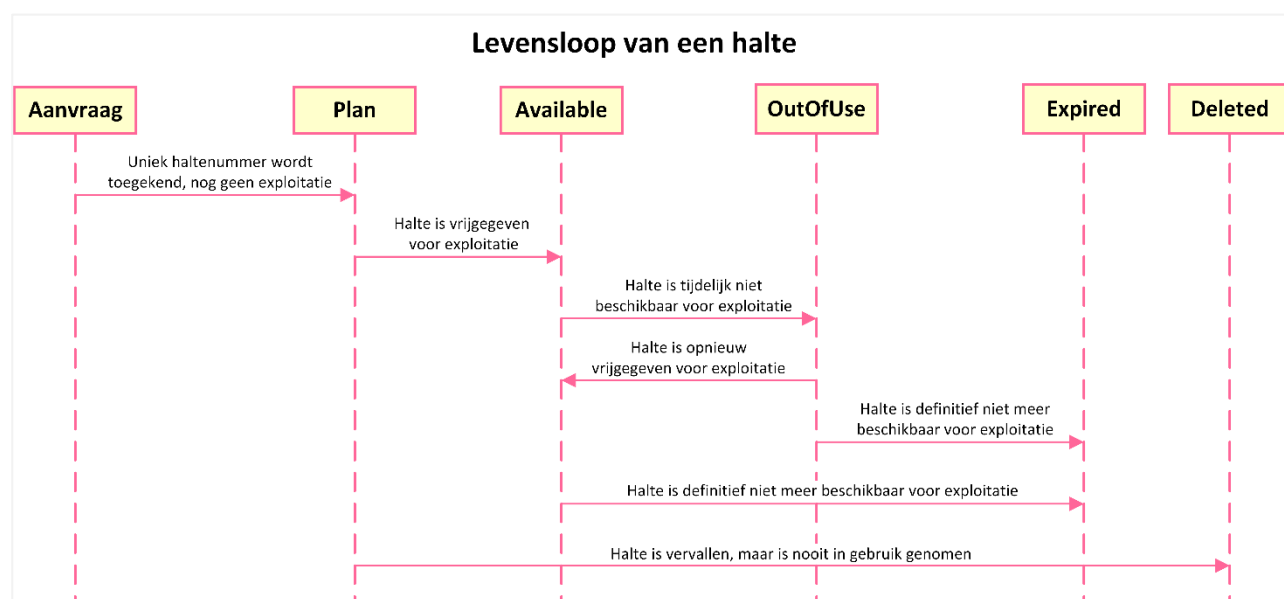 Levensloop van een halte
Aanvraag
Plan
Available
OutOfUse
Expired
Deleted
Uniek haltenummer wordt
toegekend, nog geen exploitatie
Halte is vrijgegeven
voor exploitatie
Halte is tijdelijk niet
beschikbaar voor exploitatie
Halte is opnieuw
vrijgegeven voor exploitatie
Halte is definitief niet meer
beschikbaar voor exploitatie
Halte is definitief niet meer beschikbaar voor exploitatie
Halte is vervallen, maar is nooit in gebruik genomen